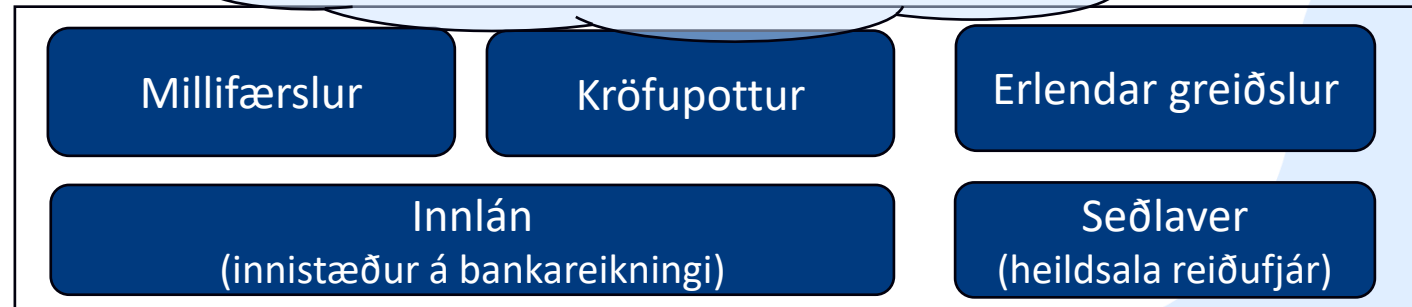 Millifærslur
Kröfupottur
Erlendar greiðslur
Innlán
(innistæður á bankareikningi)
Seðlaver
(heildsala reiðufjár)